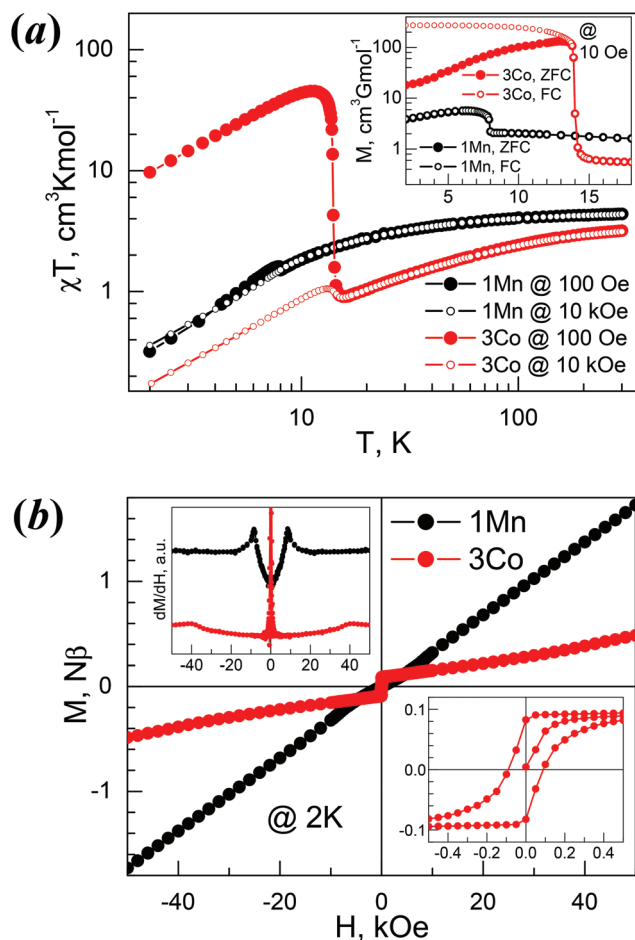 (a)
100
10
1
χT, cm³Kmol⁻¹
10
100
T, K
1Mn @ 100 Oe
1Mn @ 10 kOe
3Co @ 100 Oe
3Co @ 10 kOe
100
10
1
M, cm³Gmol⁻¹
@
10 Oe
3Co, ZFC
3Co, FC
1Mn, ZFC
1Mn, FC
5
10
15
(b)
1
0
-1
M, Nβ
dM/dH, a.u.
-40
-20
0
20
40
1Mn
3Co
@ 2K
0.1
0.0
-0.1
-0.4
-0.2
0.0
0.2
0.4
-40
-20
0
20
40
H, kOe